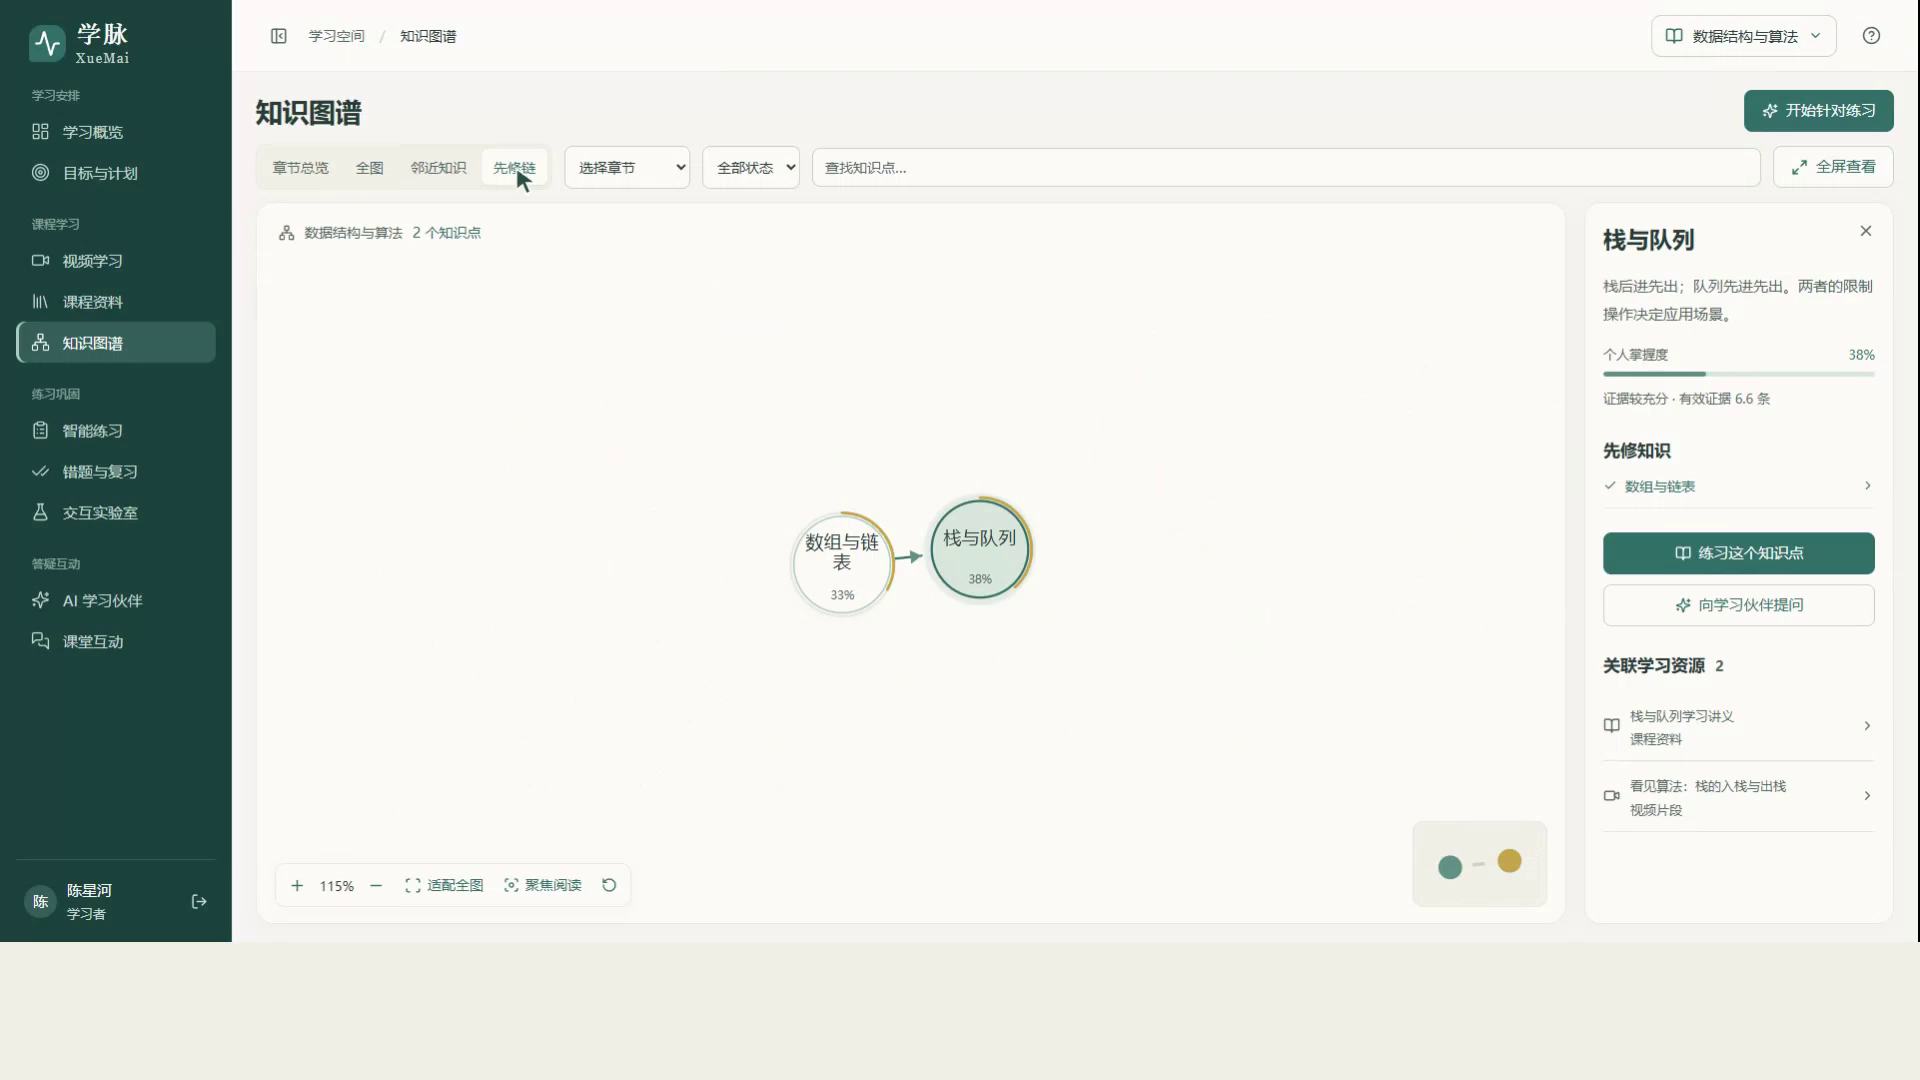 学脉
XueMai
学习安排
学习概览
目标与计划
课程学习
视频学习
课程资料
知识图谱
练习巩固
智能练习
错题与复习
交互实验室
答疑互动
AI 学习伙伴
课堂互动
陈
陈星河
学习者
学习空间 / 知识图谱
数据结构与算法
知识图谱
开始针对练习
章节总览 全图 邻近知识 先修链 选择章节 全部状态 查找知识点... 全屏查看
数据结构与算法 2 个知识点
数组与链
表
33%
栈与队列
38%
115% 适配全图 聚焦阅读
栈与队列
栈后进先出；队列先进先出。两者的限制
操作决定应用场景。
个人掌握度 38%
证据较充分 · 有效证据 6.6 条
先修知识
数组与链表
练习这个知识点
向学习伙伴提问
关联学习资源 2
栈与队列学习讲义
课程资料
看见算法：栈的入栈与出栈
视频片段